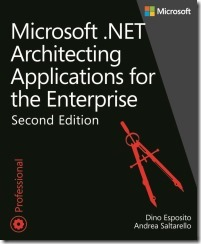 Microsoft
Microsoft .NET
Architecting
Applications for
the Enterprise
Second Edition
Professional
Dino Esposito
Andrea Saltarello